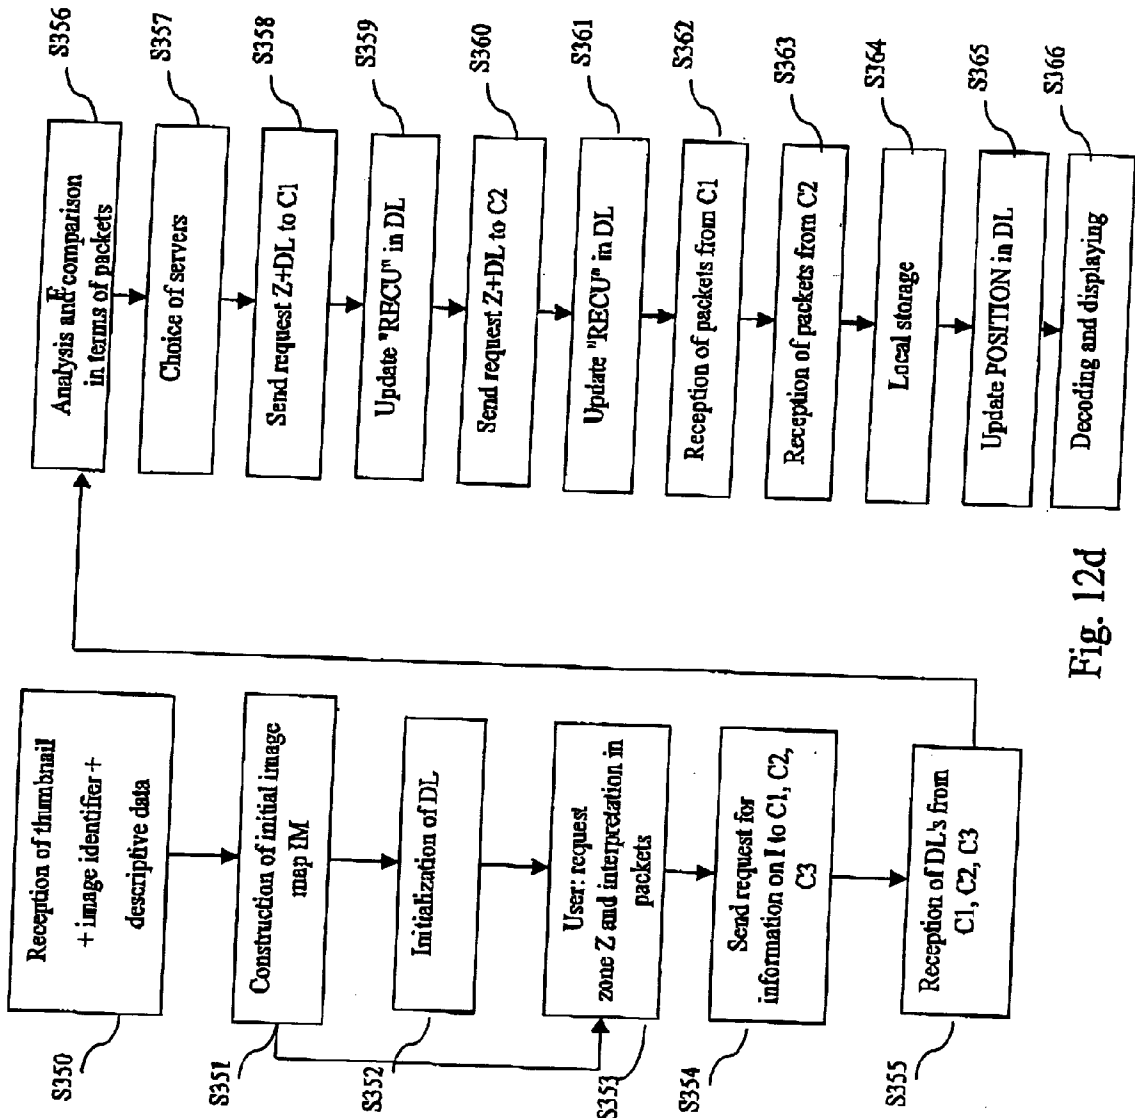 S350
Reception of thumbnail
+ image identifier +
descriptive data
S351
Construction of initial image
map IM
S352
Initialization of DL
S353
User: request
zone Z and interpretation in
packets
S354
Send request for
information on I to C1, C2,
C3
S355
Reception of DL's from
C1, C2, C3
S356
F
Analysis and comparison
in terms of packets
S357
Choice of servers
S358
Send request Z+DL to C1
S359
Update "RECU" in DL
S360
Send request Z+DL to C2
S361
Update "RECU" in DL
S362
Reception of packets from C1
S363
Reception of packets from C2
S364
Local storage
S365
Update POSITION in DL
S366
Decoding and displaying
Fig. 12d